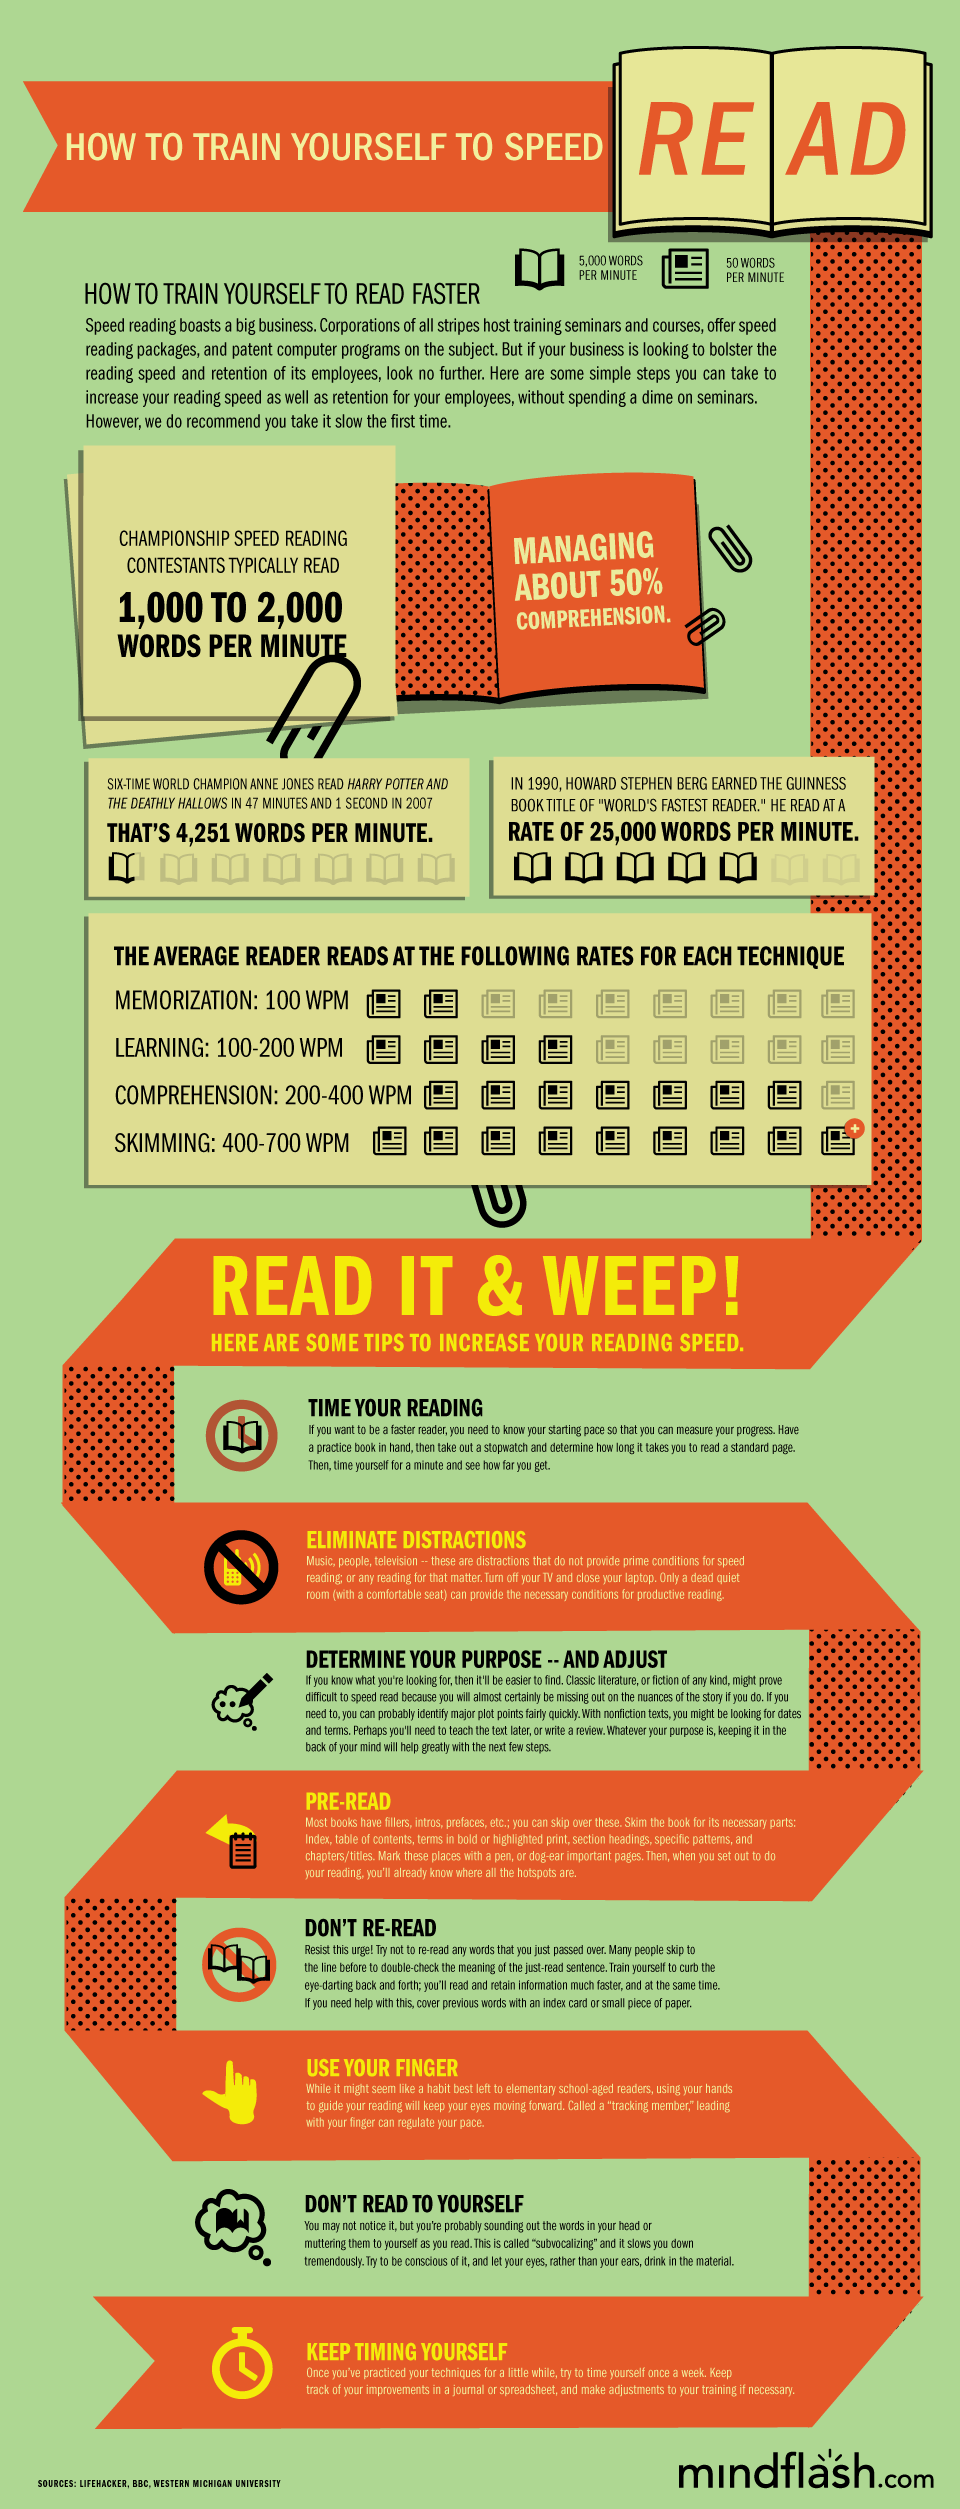 HOW TO TRAIN YOURSELF TO SPEED
READ
5,000 WORDS
PER MINUTE
50 WORDS
PER MINUTE
HOW TO TRAIN YOURSELF TO READ FASTER
Speed reading boasts a big business. Corporations of all stripes host training seminars and courses, offer speed
reading packages, and patent computer programs on the subject. But if your business is looking to bolster the
reading speed and retention of its employees, look no further. Here are some simple steps you can take to
increase your reading speed as well as retention for your employees, without spending a dime on seminars.
However, we do recommend you take it slow the first time.
CHAMPIONSHIP SPEED READING
CONTESTANTS TYPICALLY READ
1,000 TO 2,000
WORDS PER MINUTE
MANAGING
ABOUT 50%
COMPREHENSION.
SIX-TIME WORLD CHAMPION ANNE JONES READ HARRY POTTER AND
THE DEATHLY HALLOWS IN 47 MINUTES AND 1 SECOND IN 2007
THAT'S 4,251 WORDS PER MINUTE.
IN 1990, HOWARD STEPHEN BERG EARNED THE GUINNESS
BOOK TITLE OF "WORLD'S FASTEST READER." HE READ AT A
RATE OF 25,000 WORDS PER MINUTE.
THE AVERAGE READER READS AT THE FOLLOWING RATES FOR EACH TECHNIQUE
MEMORIZATION: 100 WPM
LEARNING: 100-200 WPM
COMPREHENSION: 200-400 WPM
SKIMMING: 400-700 WPM
READ IT & WEEP!
HERE ARE SOME TIPS TO INCREASE YOUR READING SPEED.
TIME YOUR READING
If you want to be a faster reader, you need to know your starting pace so that you can measure your progress. Have
a practice book in hand, then take out a stopwatch and determine how long it takes you to read a standard page.
Then, time yourself for a minute and see how far you get.
ELIMINATE DISTRACTIONS
Music, people, television -- these are distractions that do not provide prime conditions for speed
reading; or any reading for that matter. Turn off your TV and close your laptop. Only a dead quiet
room (with a comfortable seat) can provide the necessary conditions for productive reading.
DETERMINE YOUR PURPOSE -- AND ADJUST
If you know what you're looking for, then it'll be easier to find. Classic literature, or fiction of any kind, might prove
difficult to speed read because you will almost certainly be missing out on the nuances of the story if you do. If you
need to, you can probably identify major plot points fairly quickly. With nonfiction texts, you might be looking for dates
and terms. Perhaps you'll need to teach the text later, or write a review. Whatever your purpose is, keeping it in the
back of your mind will help greatly with the next few steps.
PRE-READ
Most books have fillers, intros, prefaces, etc.; you can skip over these. Skim the book for its necessary parts:
Index, table of contents, terms in bold or highlighted print, section headings, specific patterns, and
chapters/titles. Mark these places with a pen, or dog-ear important pages. Then, when you set out to do
your reading, you'll already know where all the hotspots are.
DON'T RE-READ
Resist this urge! Try not to re-read any words that you just passed over. Many people skip to
the line before to double-check the meaning of the just-read sentence. Train yourself to curb the
eye-darting back and forth; you'll read and retain information much faster, and at the same time.
If you need help with this, cover previous words with an index card or small piece of paper.
USE YOUR FINGER
While it might seem like a habit best left to elementary school-aged readers, using your hands
to guide your reading will keep your eyes moving forward. Called a "tracking member," leading
with your finger can regulate your pace.
DON'T READ TO YOURSELF
You may not notice it, but you're probably sounding out the words in your head or
muttering them to yourself as you read. This is called "subvocalizing" and it slows you down
tremendously. Try to be conscious of it, and let your eyes, rather than your ears, drink in the material.
KEEP TIMING YOURSELF
Once you've practiced your techniques for a little while, try to time yourself once a week. Keep
track of your improvements in a journal or spreadsheet, and make adjustments to your training if necessary.
SOURCES: LIFEHACKER, BBC, WESTERN MICHIGAN UNIVERSITY
mindflash.com